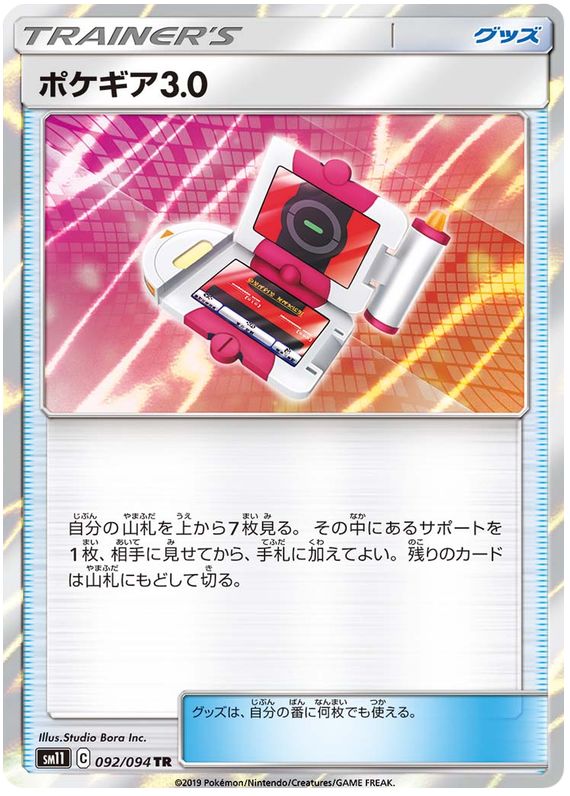 TRAINER'S
グッズ
ポケギア3.0
自分の山札を上から7枚見る。その中にあるサポートを
1枚、相手に見せてから、手札に加えてよい。残りのカード
は山札にもどして切る。
グッズは、自分の番に何枚でも使える。
Illus.Studio Bora Inc.
SM11 C 092/094 TR
©2019 Pokémon/Nintendo/Creatures/GAME FREAK.